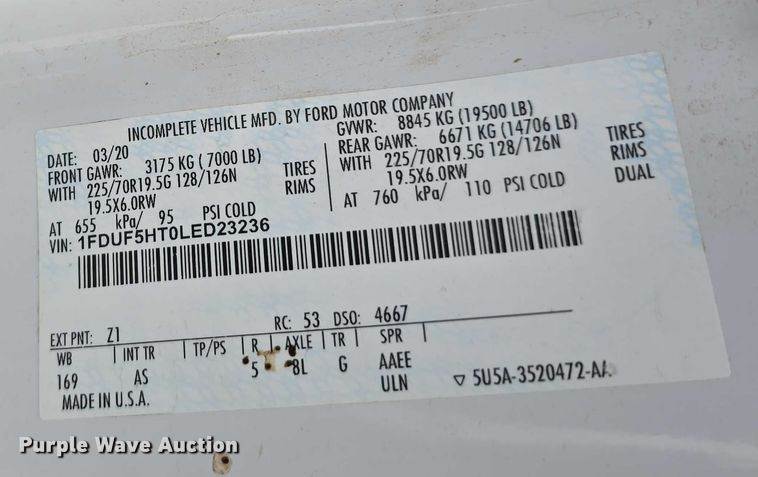 INCOMPLETE VEHICLE MFD. BY FORD MOTOR COMPANY
DATE: 03/20 GVWR: 8845 KG (19500 LB)
FRONT GAWR: 3175 KG (7000 LB) REAR GAWR: 6671 KG (14706 LB)
WITH 225/70R19.5G 128/126N TIRES WITH 225/70R19.5G 128/126N TIRES
19.5X6.0RW RIMS 19.5X6.0RW RIMS
AT 655 kPa/ 95 PSI COLD AT 760 kPa/ 110 PSI COLD DUAL
VIN: 1FDUF5HT0LED23236
EXT PNT: Z1 RC: 53 DSO: 4667
WB | INT TR | TP/PS | R | AXLE | TR | SPR |
169 AS 5 8L G AAEE
MADE IN U.S.A. ULN ▽ 5U5A-3520472-AA
Purple Wave Auction